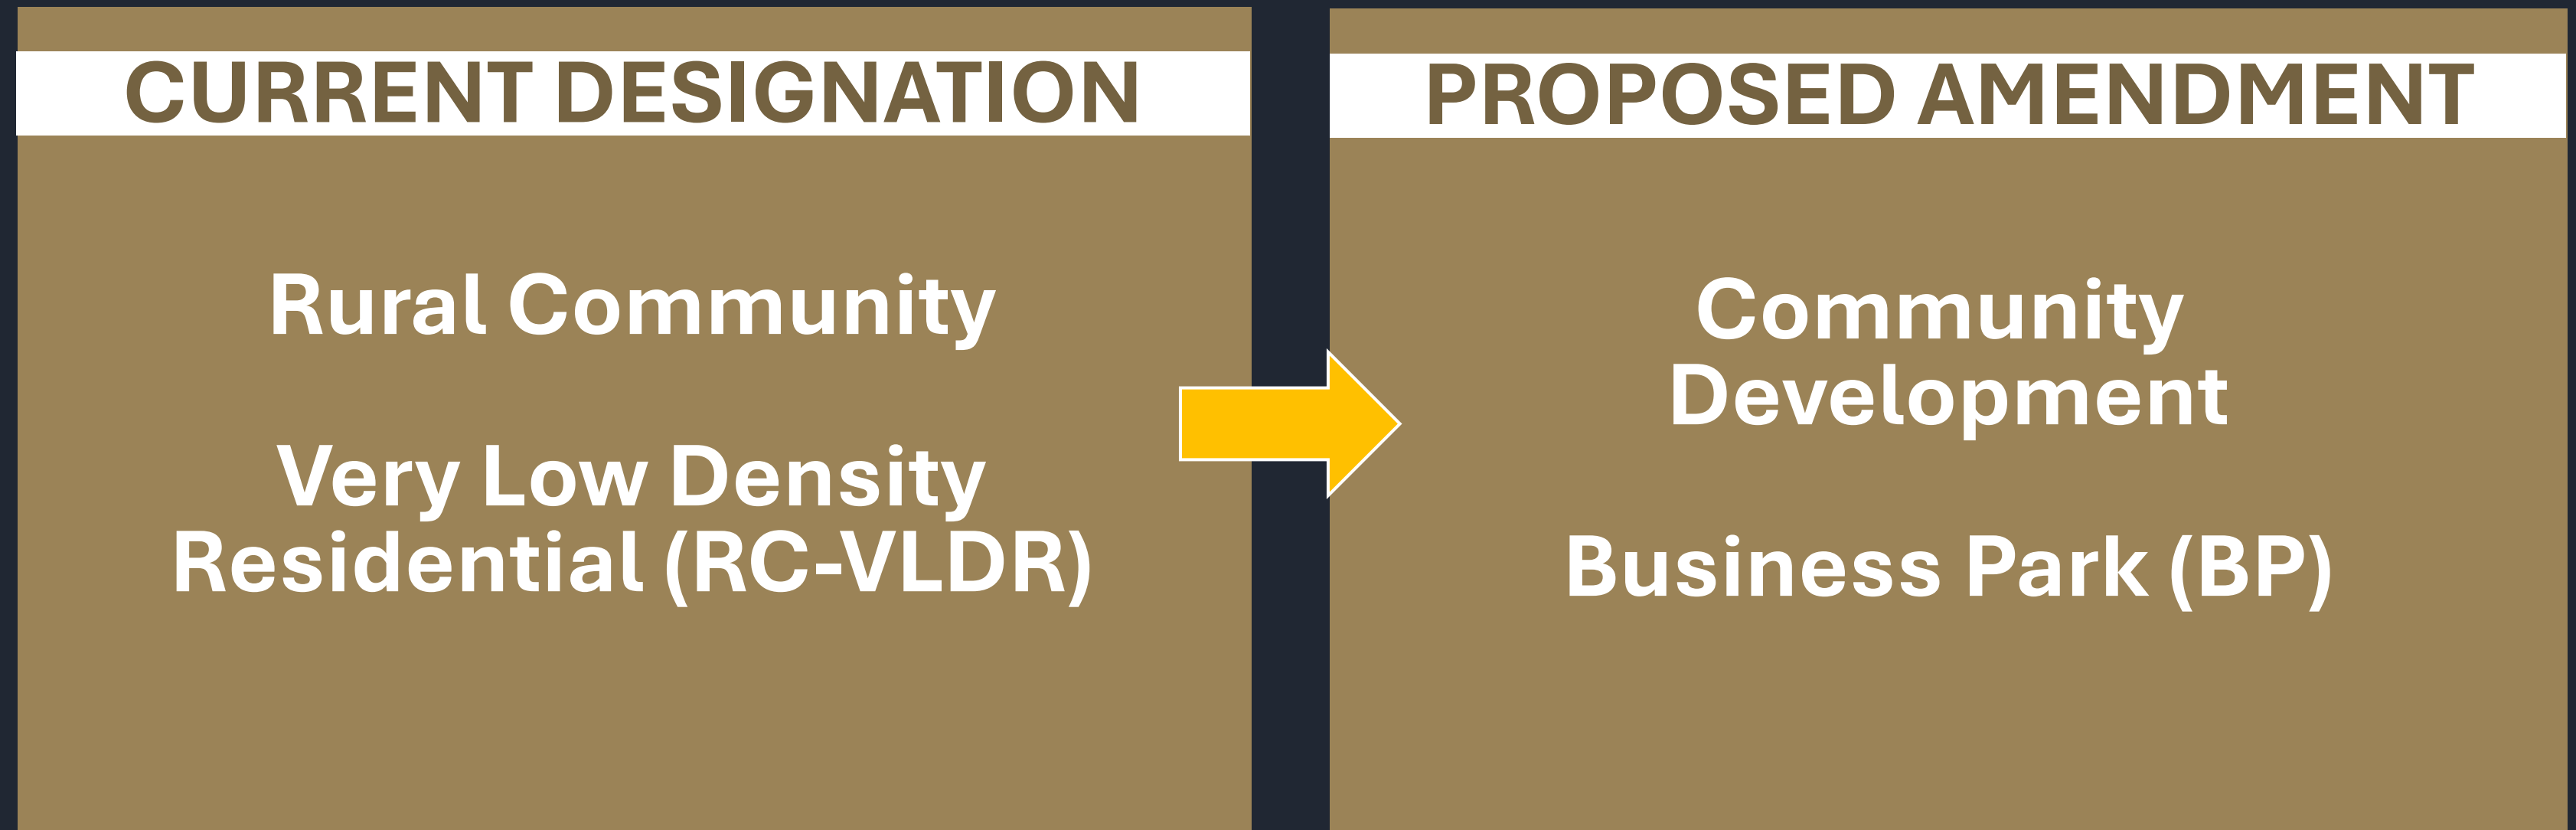 CURRENT DESIGNATION
Rural Community
Very Low Density
Residential (RC-VLDR)
PROPOSED AMENDMENT
Community
Development
Business Park (BP)